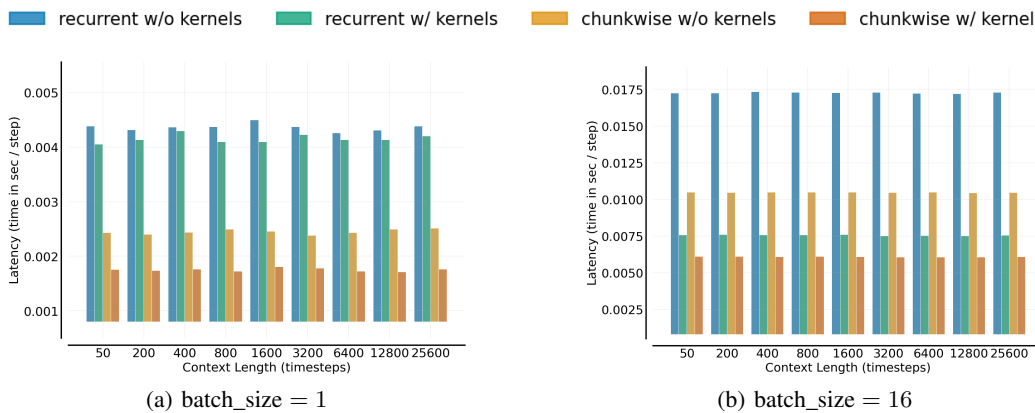 recurrent w/o kernels recurrent w/ kernels chunkwise w/o kernels chunkwise w/ kernel
0.005
0.004
0.003
0.002
0.001
Latency (time in sec / step)
50 200 400 800 1600 3200 6400 12800 25600
Context Length (timesteps)
(a) batch_size = 1
0.0175
0.0150
0.0125
0.0100
0.0075
0.0050
0.0025
Latency (time in sec / step)
50 200 400 800 1600 3200 6400 12800 25600
Context Length (timesteps)
(b) batch_size = 16